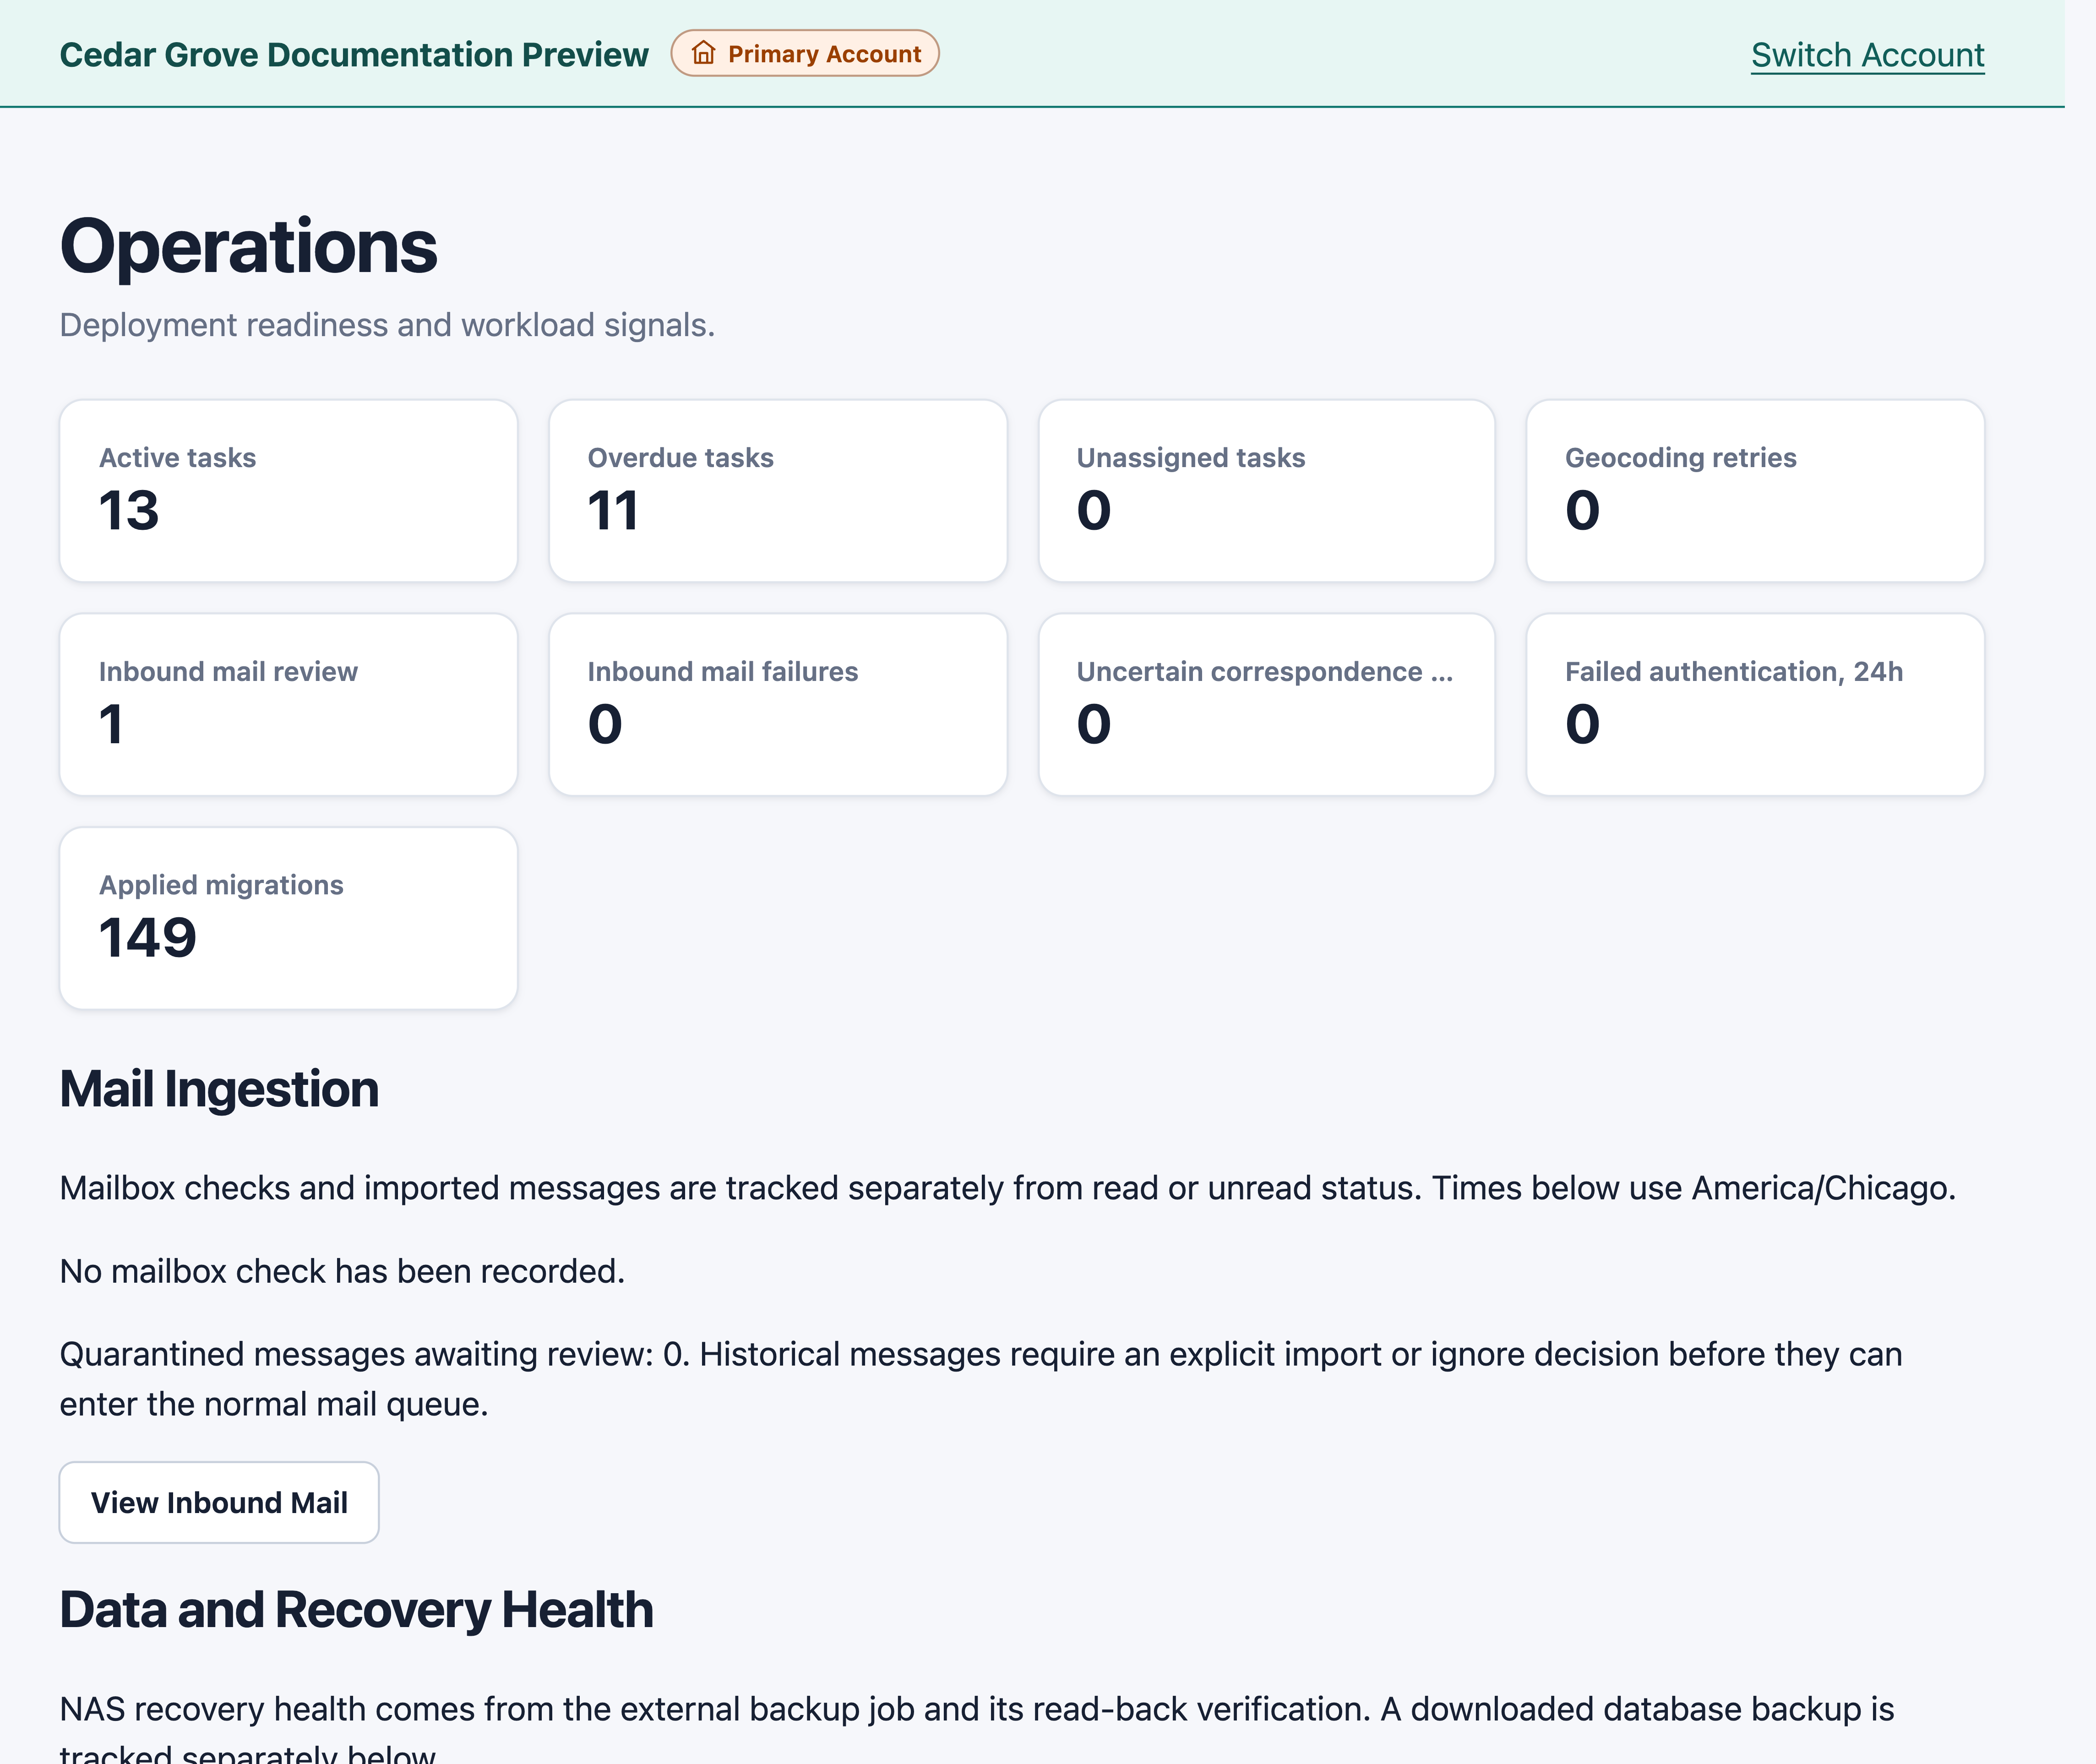 Cedar Grove Documentation Preview
Primary Account
Switch Account
Operations
Deployment readiness and workload signals.
Active tasks
13
Overdue tasks
11
Unassigned tasks
0
Geocoding retries
0
Inbound mail review
1
Inbound mail failures
0
Uncertain correspondence ...
0
Failed authentication, 24h
0
Applied migrations
149
Mail Ingestion
Mailbox checks and imported messages are tracked separately from read or unread status. Times below use America/Chicago.
No mailbox check has been recorded.
Quarantined messages awaiting review: 0. Historical messages require an explicit import or ignore decision before they can
enter the normal mail queue.
View Inbound Mail
Data and Recovery Health
NAS recovery health comes from the external backup job and its read-back verification. A downloaded database backup is
tracked separately below.